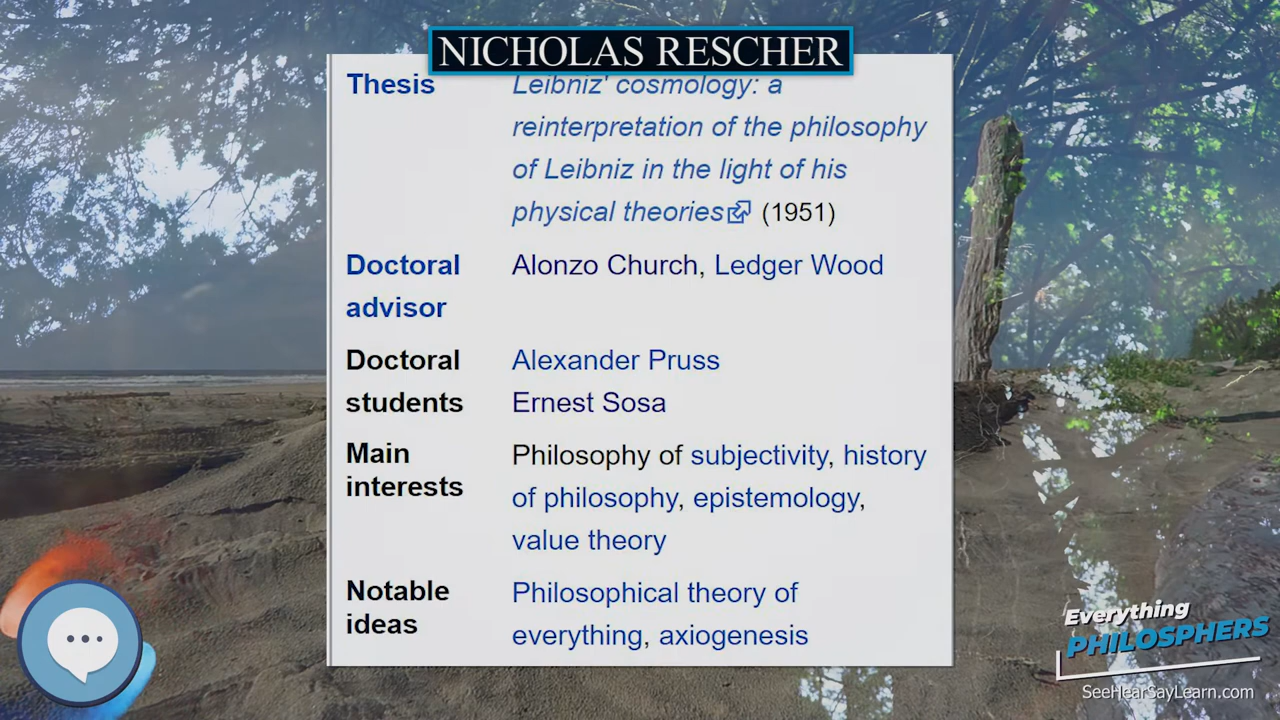 NICHOLAS RESCHER
Thesis
Leibniz' cosmology: a
reinterpretation of the philosophy
of Leibniz in the light of his
physical theories (1951)
Doctoral
advisor
Alonzo Church, Ledger Wood
Doctoral
students
Alexander Pruss
Ernest Sosa
Main
interests
Philosophy of subjectivity, history
of philosophy, epistemology,
value theory
Notable
ideas
Philosophical theory of
everything, axiogenesis
Everything
PHILOSPHERS
SeeHearSayLearn.com